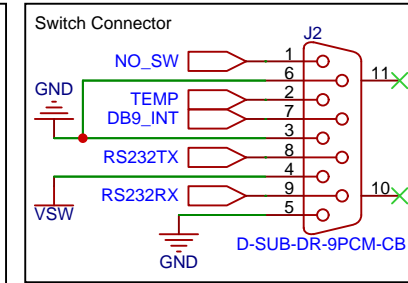 Switch Connector
J2
NO_SW 1
6 11
GND
TEMP 2
DB9_INT 7
3
RS232TX 8
4
VSW
RS232RX 9 10
5
D-SUB-DR-9PCM-CB
GND